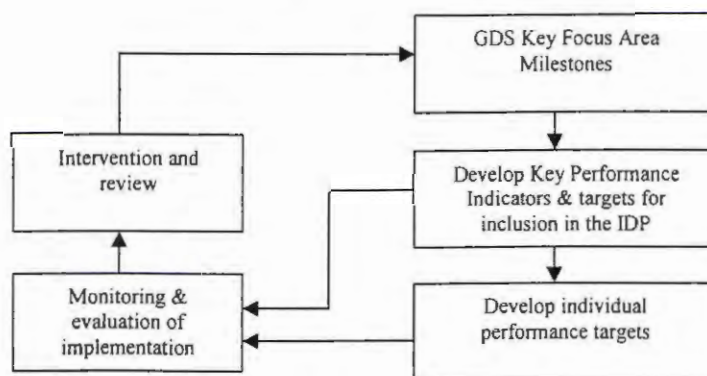 GDS Key Focus Area
Milestones
Intervention and
review
Develop Key Performance
Indicators & targets for
inclusion in the IDP
Monitoring &
evaluation of
implementation
Develop individual
performance targets